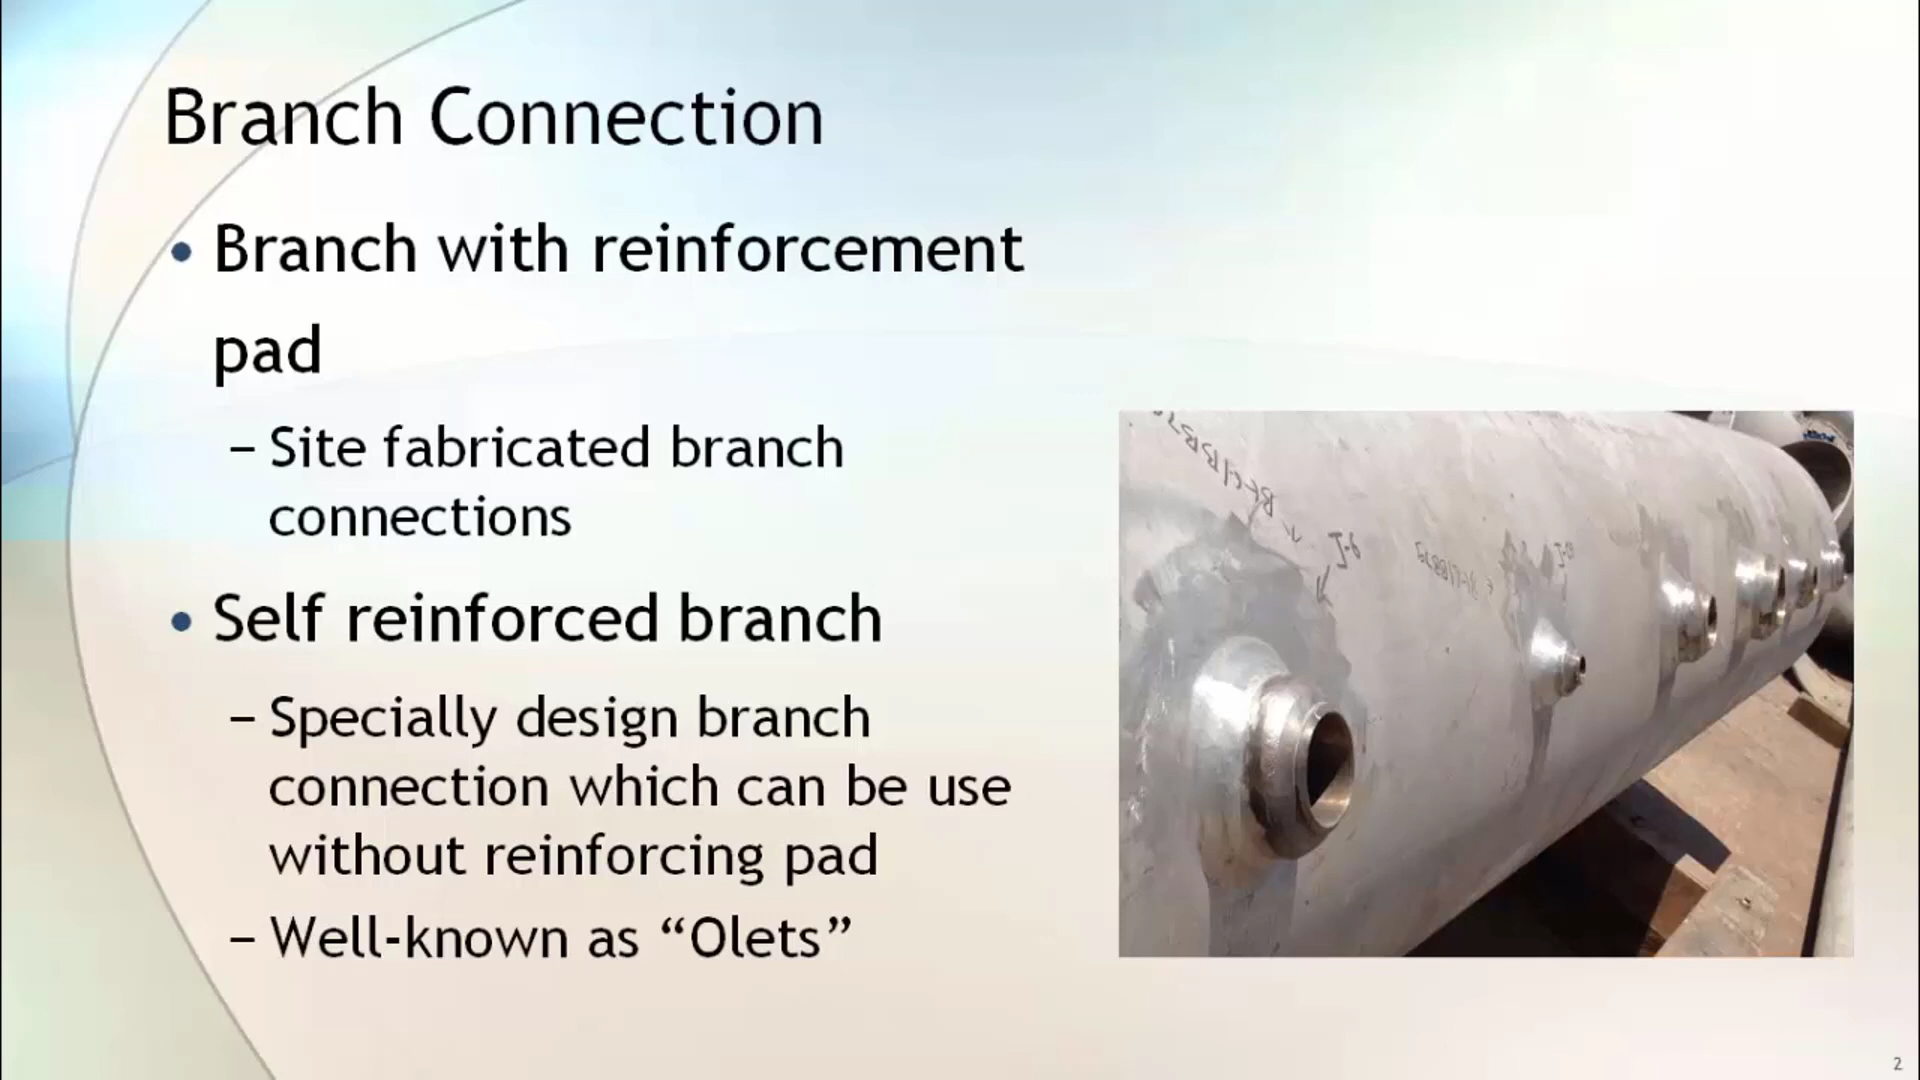 Branch Connection
• Branch with reinforcement
pad
– Site fabricated branch
connections
• Self reinforced branch
– Specially design branch
connection which can be use
without reinforcing pad
– Well-known as “Olets”
2